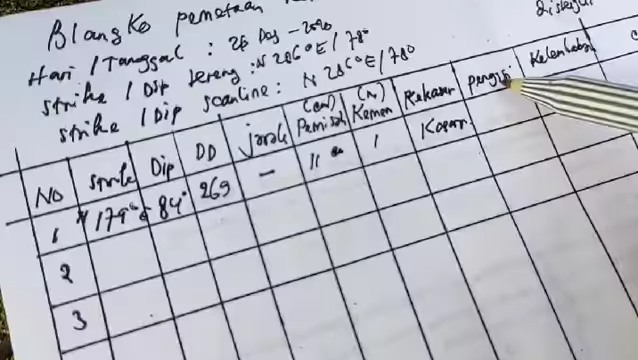 Blangko pemetaan
Hari / Tanggal : 26 Des - 2020
Strike / Dip Lereng : N 286°E / 78°
Strike / Dip scanline : N 286°E / 78°
No Strike Dip DD Jarak (cm) Pemisah (m) Kemen Kekasar pengisi
1 N 179°E 84° 269 - 11 1 Kasar
2
3